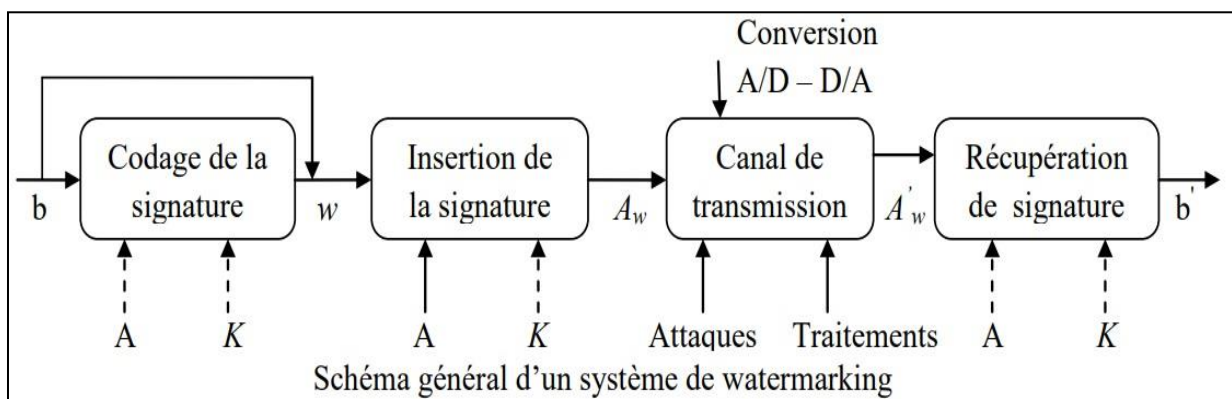 Conversion
A/D – D/A
Codage de la
signature
Insertion de
la signature
Canal de
transmission
Récupération
de signature
b
w
A_w
A'_w
b'
A
K
A
K
Attaques
Traitements
A
K
Schéma général d'un système de watermarking